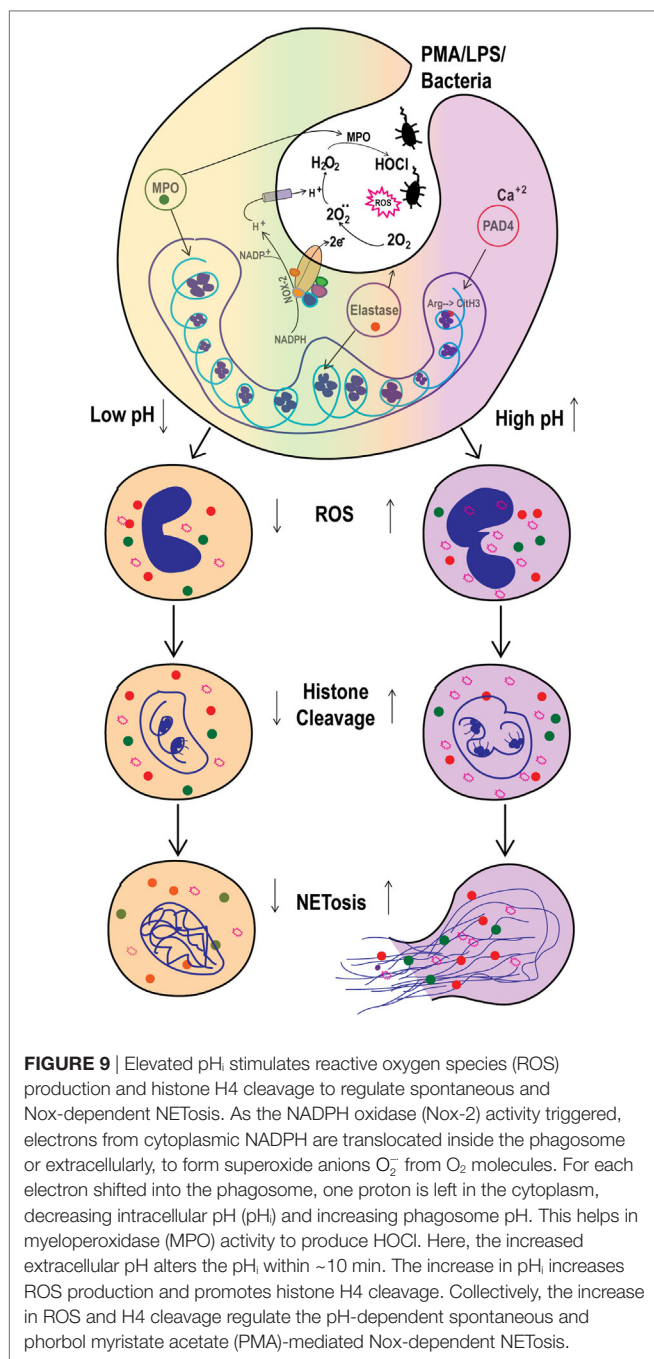 PMA/LPS/
Bacteria
MPO
H₂O₂
HOCl
MPO
H⁺
ROS
Ca⁺²
2O₂˙˙
PAD4
H⁺
2e⁻
2O₂
NADP⁺
NOX-2
Elastase
Arg--> CitH3
NADPH
Low pH ↓
High pH ↑
↓ ROS ↑
↓ Histone ↑
Cleavage
↓ NETosis ↑
FIGURE 9 | Elevated pHᵢ stimulates reactive oxygen species (ROS)
production and histone H4 cleavage to regulate spontaneous and
Nox-dependent NETosis. As the NADPH oxidase (Nox-2) activity triggered,
electrons from cytoplasmic NADPH are translocated inside the phagosome
or extracellularly, to form superoxide anions O₂⁻ from O₂ molecules. For each
electron shifted into the phagosome, one proton is left in the cytoplasm,
decreasing intracellular pH (pHᵢ) and increasing phagosome pH. This helps in
myeloperoxidase (MPO) activity to produce HOCl. Here, the increased
extracellular pH alters the pHᵢ within ~10 min. The increase in pHᵢ increases
ROS production and promotes histone H4 cleavage. Collectively, the increase
in ROS and H4 cleavage regulate the pH-dependent spontaneous and
phorbol myristate acetate (PMA)-mediated Nox-dependent NETosis.